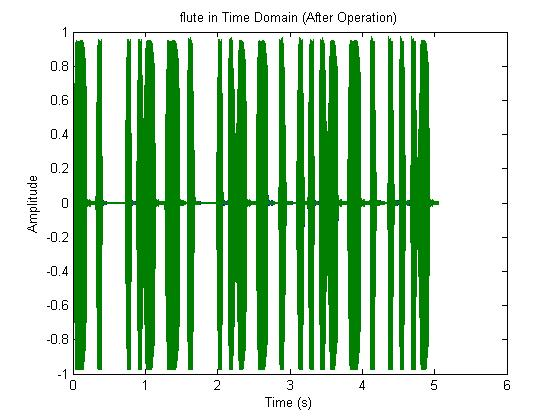 flute in Time Domain (After Operation)
1
0.8
0.6
0.4
0.2
0
-0.2
-0.4
-0.6
-0.8
-1
Amplitude
0 1 2 3 4 5 6
Time (s)